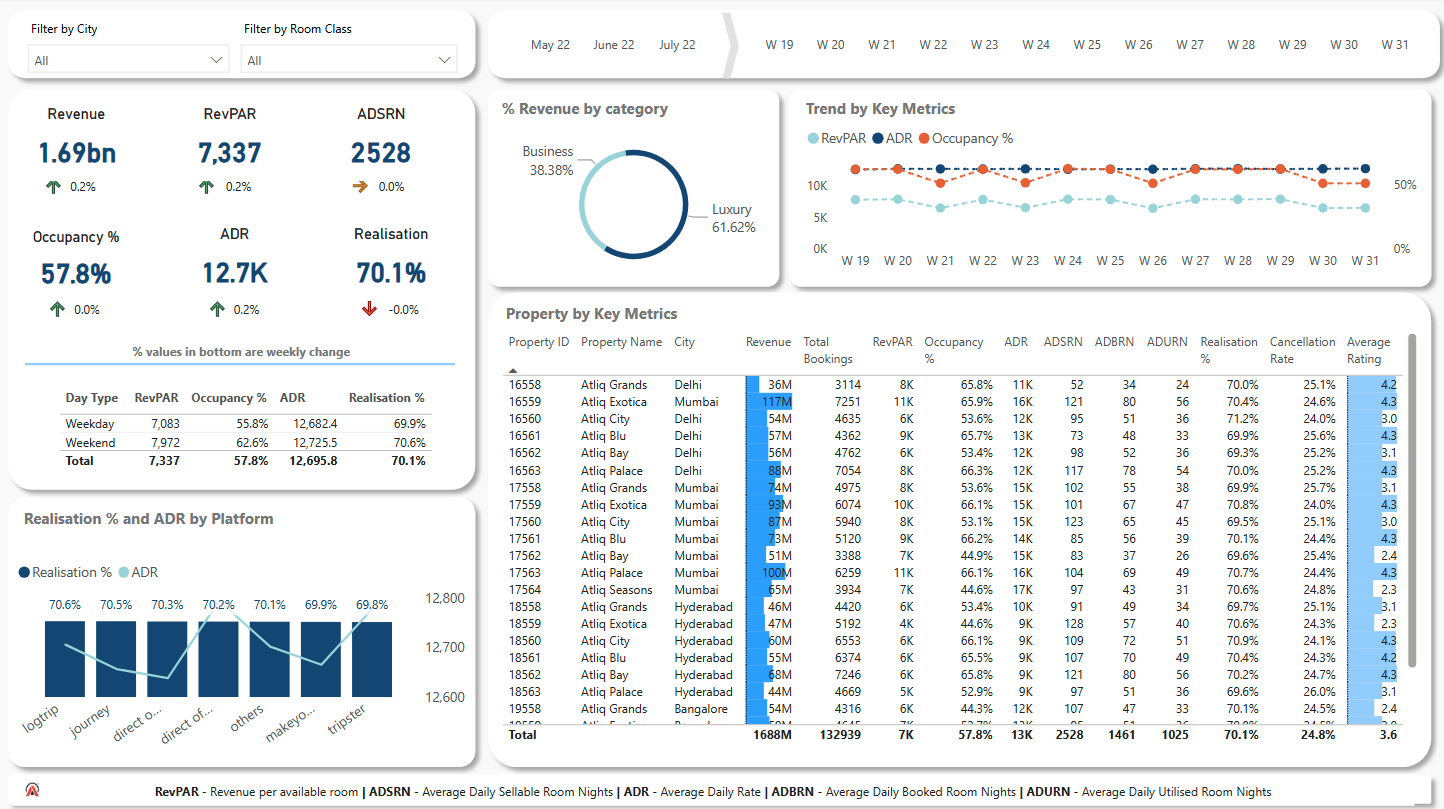 Filter by City
Filter by Room Class
All
All
May 22 June 22 July 22 W 19 W 20 W 21 W 22 W 23 W 24 W 25 W 26 W 27 W 28 W 29 W 30 W 31
Revenue RevPAR ADSRN
1.69bn 7,337 2528
0.2% 0.2% 0.0%
Occupancy % ADR Realisation
57.8% 12.7K 70.1%
0.0% 0.2% -0.0%
% values in bottom are weekly change
Day Type RevPAR Occupancy % ADR Realisation %
Weekday 7,083 55.8% 12,682.4 69.9%
Weekend 7,972 62.6% 12,725.5 70.6%
Total 7,337 57.8% 12,695.8 70.1%
Realisation % and ADR by Platform
Realisation % ADR
70.6% 70.5% 70.3% 70.2% 70.1% 69.9% 69.8%
12,800
12,700
12,600
logtrip journey direct o... direct of... others makeyo... tripster
% Revenue by category
Business
38.38%
Luxury
61.62%
Trend by Key Metrics
RevPAR ADR Occupancy %
10K 50%
5K
0K 0%
W 19 W 20 W 21 W 22 W 23 W 24 W 25 W 26 W 27 W 28 W 29 W 30 W 31
Property by Key Metrics
Property ID Property Name City Revenue Total Bookings RevPAR Occupancy % ADR ADSRN ADBRN ADURN Realisation % Cancellation Rate Average Rating
16558 Atliq Grands Delhi 36M 3114 8K 65.8% 11K 52 34 24 70.0% 25.1% 4.2
16559 Atliq Exotica Mumbai 117M 7251 11K 65.9% 16K 121 80 56 70.4% 24.6% 4.3
16560 Atliq City Delhi 54M 4635 6K 53.6% 12K 95 51 36 71.2% 24.0% 3.0
16561 Atliq Blu Delhi 57M 4362 9K 65.7% 13K 73 48 33 69.9% 25.6% 4.3
16562 Atliq Bay Delhi 56M 4762 6K 53.4% 12K 98 52 36 69.3% 25.2% 3.1
16563 Atliq Palace Delhi 88M 7054 8K 66.3% 12K 117 78 54 70.0% 25.2% 4.3
17558 Atliq Grands Mumbai 74M 4975 8K 53.6% 15K 102 55 38 69.9% 25.7% 3.1
17559 Atliq Exotica Mumbai 93M 6074 10K 66.1% 15K 101 67 47 70.8% 24.0% 4.3
17560 Atliq City Mumbai 87M 5940 8K 53.1% 15K 123 65 45 69.5% 25.1% 3.0
17561 Atliq Blu Mumbai 73M 5120 9K 66.2% 14K 85 56 39 70.1% 24.4% 4.3
17562 Atliq Bay Mumbai 51M 3388 7K 44.9% 15K 83 37 26 69.6% 25.4% 2.4
17563 Atliq Palace Mumbai 100M 6259 11K 66.1% 16K 104 69 49 70.7% 24.4% 4.3
17564 Atliq Seasons Mumbai 65M 3934 7K 44.6% 17K 97 43 31 70.6% 24.8% 2.3
18558 Atliq Grands Hyderabad 46M 4420 6K 53.4% 10K 91 49 34 69.7% 25.1% 3.1
18559 Atliq Exotica Hyderabad 47M 5192 4K 44.6% 9K 128 57 40 70.6% 24.3% 2.3
18560 Atliq City Hyderabad 60M 6553 6K 66.1% 9K 109 72 51 70.9% 24.1% 4.3
18561 Atliq Blu Hyderabad 55M 6374 6K 65.5% 9K 107 70 49 70.4% 24.3% 4.2
18562 Atliq Bay Hyderabad 68M 7246 6K 65.8% 9K 121 80 56 70.2% 24.7% 4.3
18563 Atliq Palace Hyderabad 44M 4669 5K 52.9% 9K 97 51 36 69.6% 26.0% 3.1
19558 Atliq Grands Bangalore 54M 4316 6K 44.3% 12K 107 47 33 70.1% 24.5% 2.4
Total 1688M 132939 7K 57.8% 13K 2528 1461 1025 70.1% 24.8% 3.6
RevPAR - Revenue per available room | ADSRN - Average Daily Sellable Room Nights | ADR - Average Daily Rate | ADBRN - Average Daily Booked Room Nights | ADURN - Average Daily Utilised Room Nights